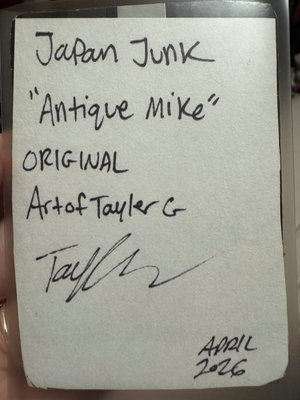 Japan Junk
"Antique Mike"
ORIGINAL
Art of Tayler G
APRIL
2026